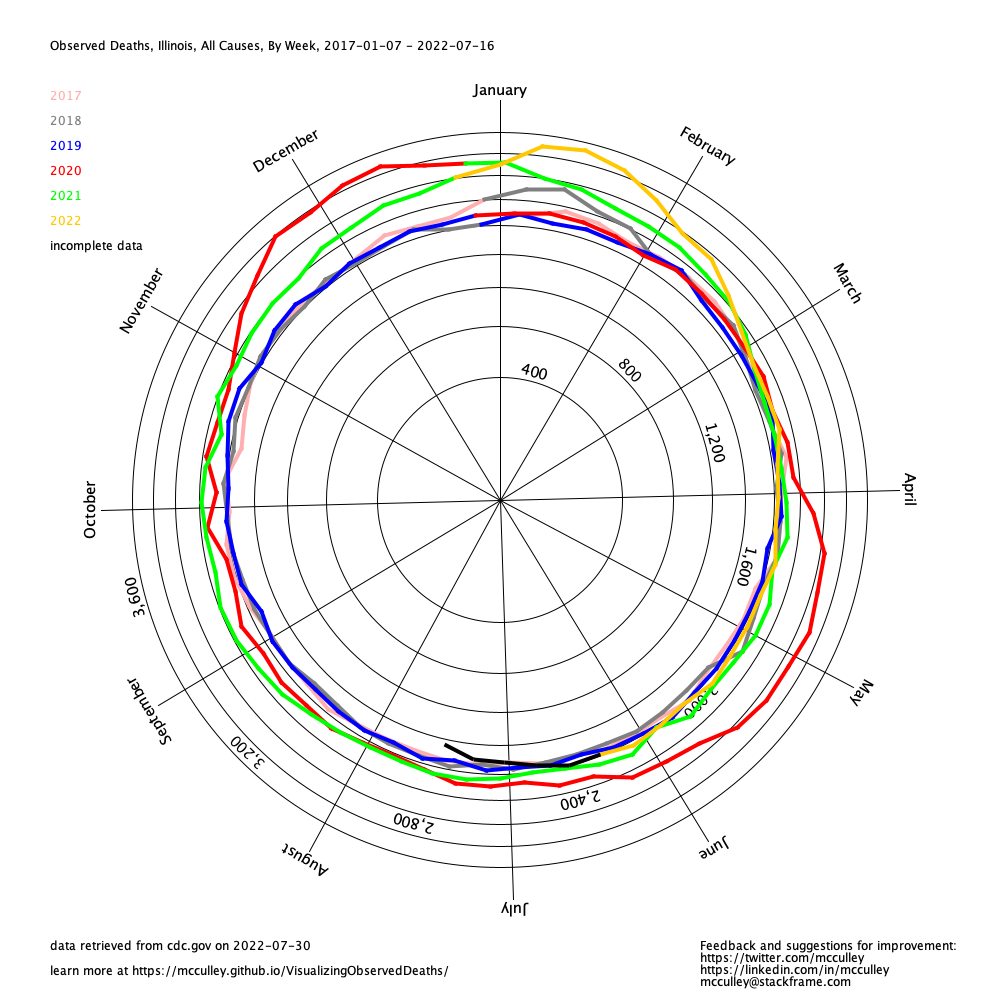 Observed Deaths, Illinois, All Causes, By Week, 2017-01-07 - 2022-07-16
2017
2018
2019
2020
2021
2022
incomplete data
January
February
March
April
May
June
July
August
September
October
November
December
400
800
1,200
1,600
2,000
2,400
2,800
3,200
3,600
data retrieved from cdc.gov on 2022-07-30
learn more at https://mcculley.github.io/VisualizingObservedDeaths/
Feedback and suggestions for improvement:
https://twitter.com/mcculley
https://linkedin.com/in/mcculley
mcculley@stackframe.com